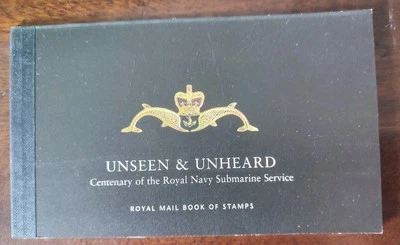 UNSEEN & UNHEARD
Centenary of the Royal Navy Submarine Service
ROYAL MAIL BOOK OF STAMPS